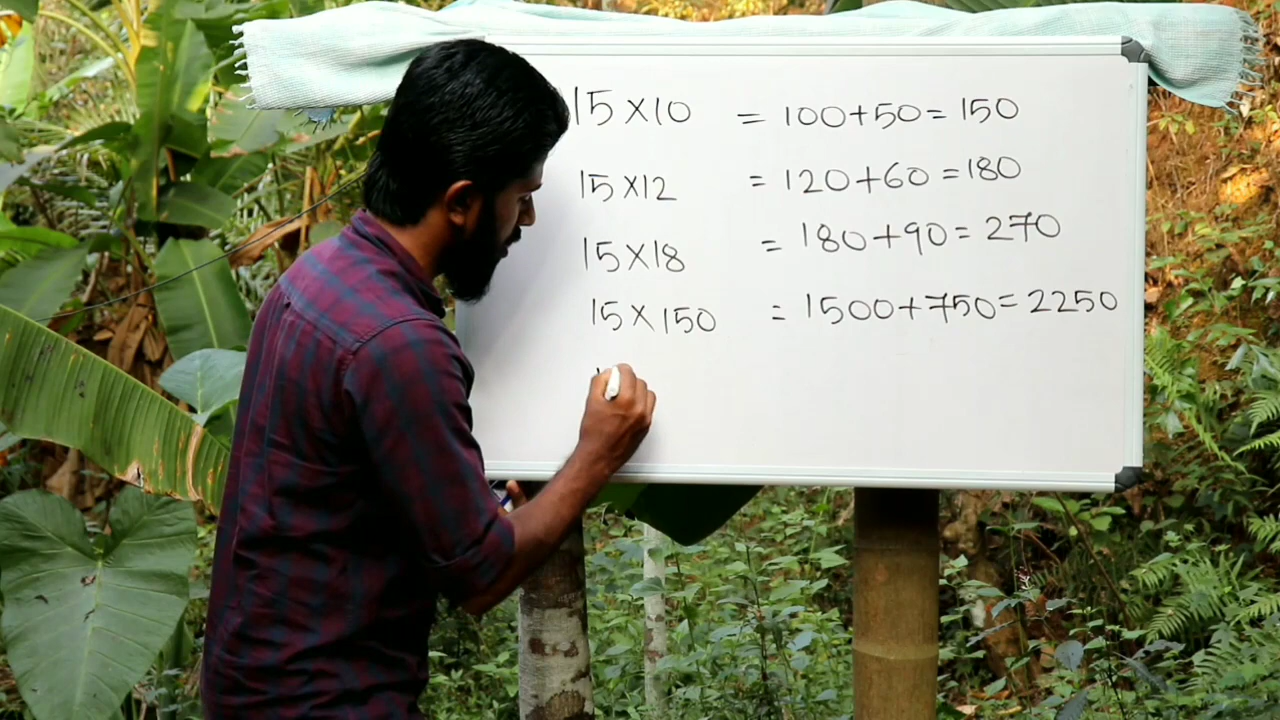 15×10 = 100+50=150
15×12 = 120+60=180
15×18 = 180+90=270
15×150 = 1500+750=2250